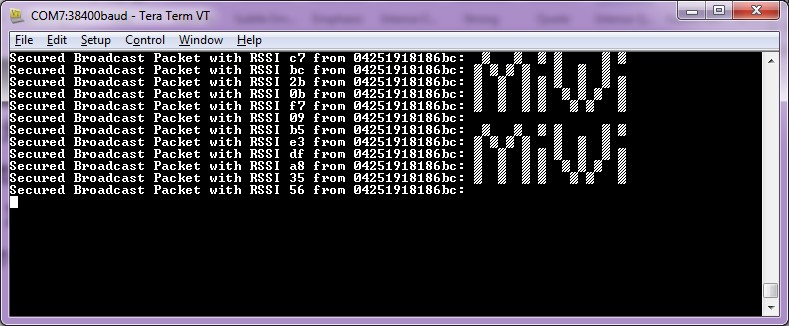 COM7:38400baud - Tera Term VT
File Edit Setup Control Window Help
Secured Broadcast Packet with RSSI c7 from 04251918186bc:
Secured Broadcast Packet with RSSI bc from 04251918186bc:
Secured Broadcast Packet with RSSI 2b from 04251918186bc:
Secured Broadcast Packet with RSSI 0b from 04251918186bc:
Secured Broadcast Packet with RSSI f7 from 04251918186bc:
Secured Broadcast Packet with RSSI 09 from 04251918186bc:
Secured Broadcast Packet with RSSI b5 from 04251918186bc:
Secured Broadcast Packet with RSSI e3 from 04251918186bc:
Secured Broadcast Packet with RSSI df from 04251918186bc:
Secured Broadcast Packet with RSSI a8 from 04251918186bc:
Secured Broadcast Packet with RSSI 35 from 04251918186bc:
Secured Broadcast Packet with RSSI 56 from 04251918186bc:
MiWi
MiWi